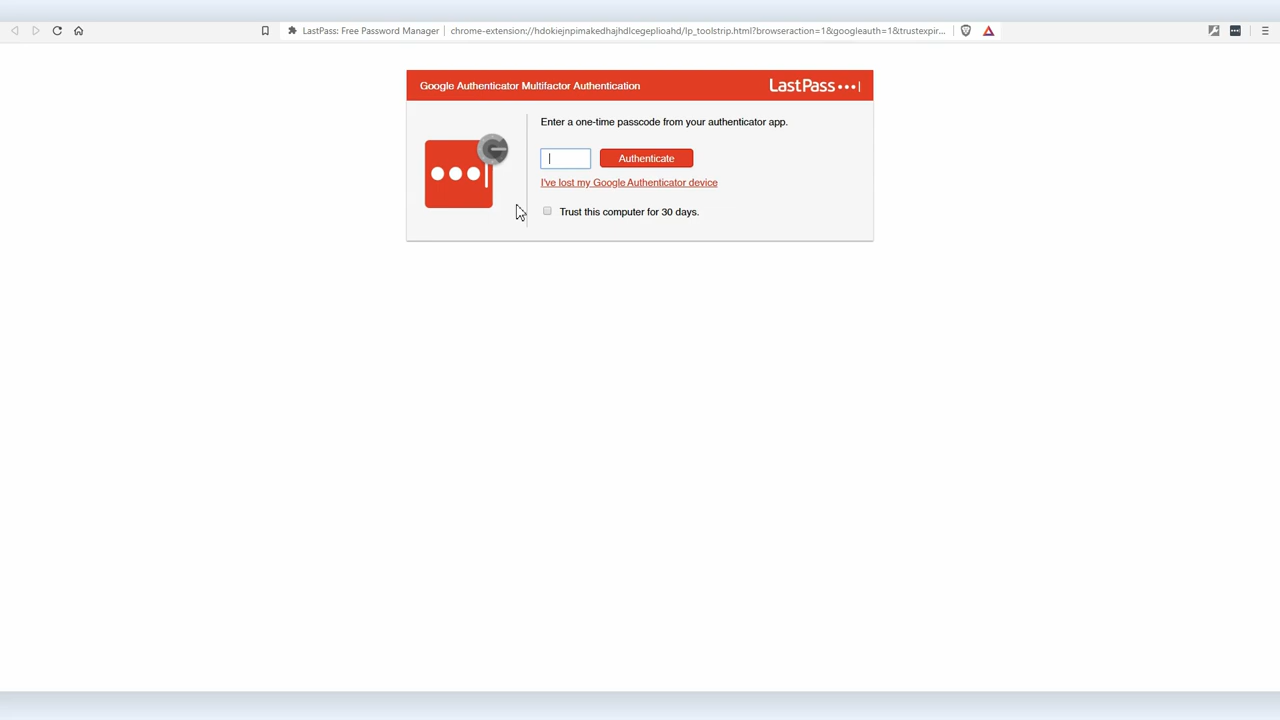 LastPass: Free Password Manager chrome-extension://hdokiejnpimakedhajhdlcegeplioahd/lp_toolstrip.html?browseraction=1&googleauth=1&trustexpir...
Google Authenticator Multifactor Authentication
LastPass
Enter a one-time passcode from your authenticator app.
Authenticate
I've lost my Google Authenticator device
Trust this computer for 30 days.